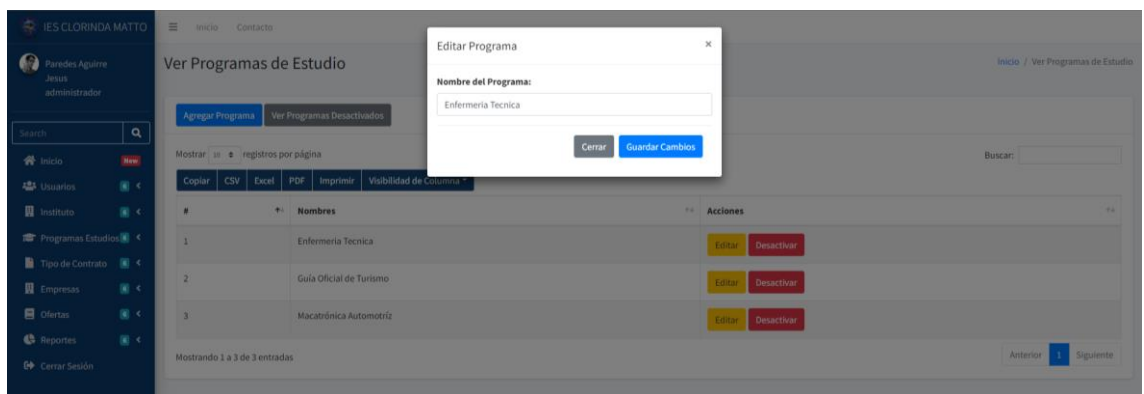 IES CLORINDA MATTO
Inicio Contacto
Paredes Aguirre
Jesus
administrador
Search
Inicio New
Usuarios
Instituto
Programas Estudios
Tipo de Contrato
Empresas
Ofertas
Reportes
Cerrar Sesión
Ver Programas de Estudio
Inicio / Ver Programas de Estudio
Editar Programa ×
Nombre del Programa:
Enfermeria Tecnica
Cerrar Guardar Cambios
Agregar Programa Ver Programas Desactivados
Mostrar 10 registros por página
Buscar:
Copiar CSV Excel PDF Imprimir Visibilidad de Columna
# Nombres Acciones
1 Enfermeria Tecnica Editar Desactivar
2 Guía Oficial de Turismo Editar Desactivar
3 Macatrónica Automotríz Editar Desactivar
Mostrando 1 a 3 de 3 entradas
Anterior 1 Siguiente